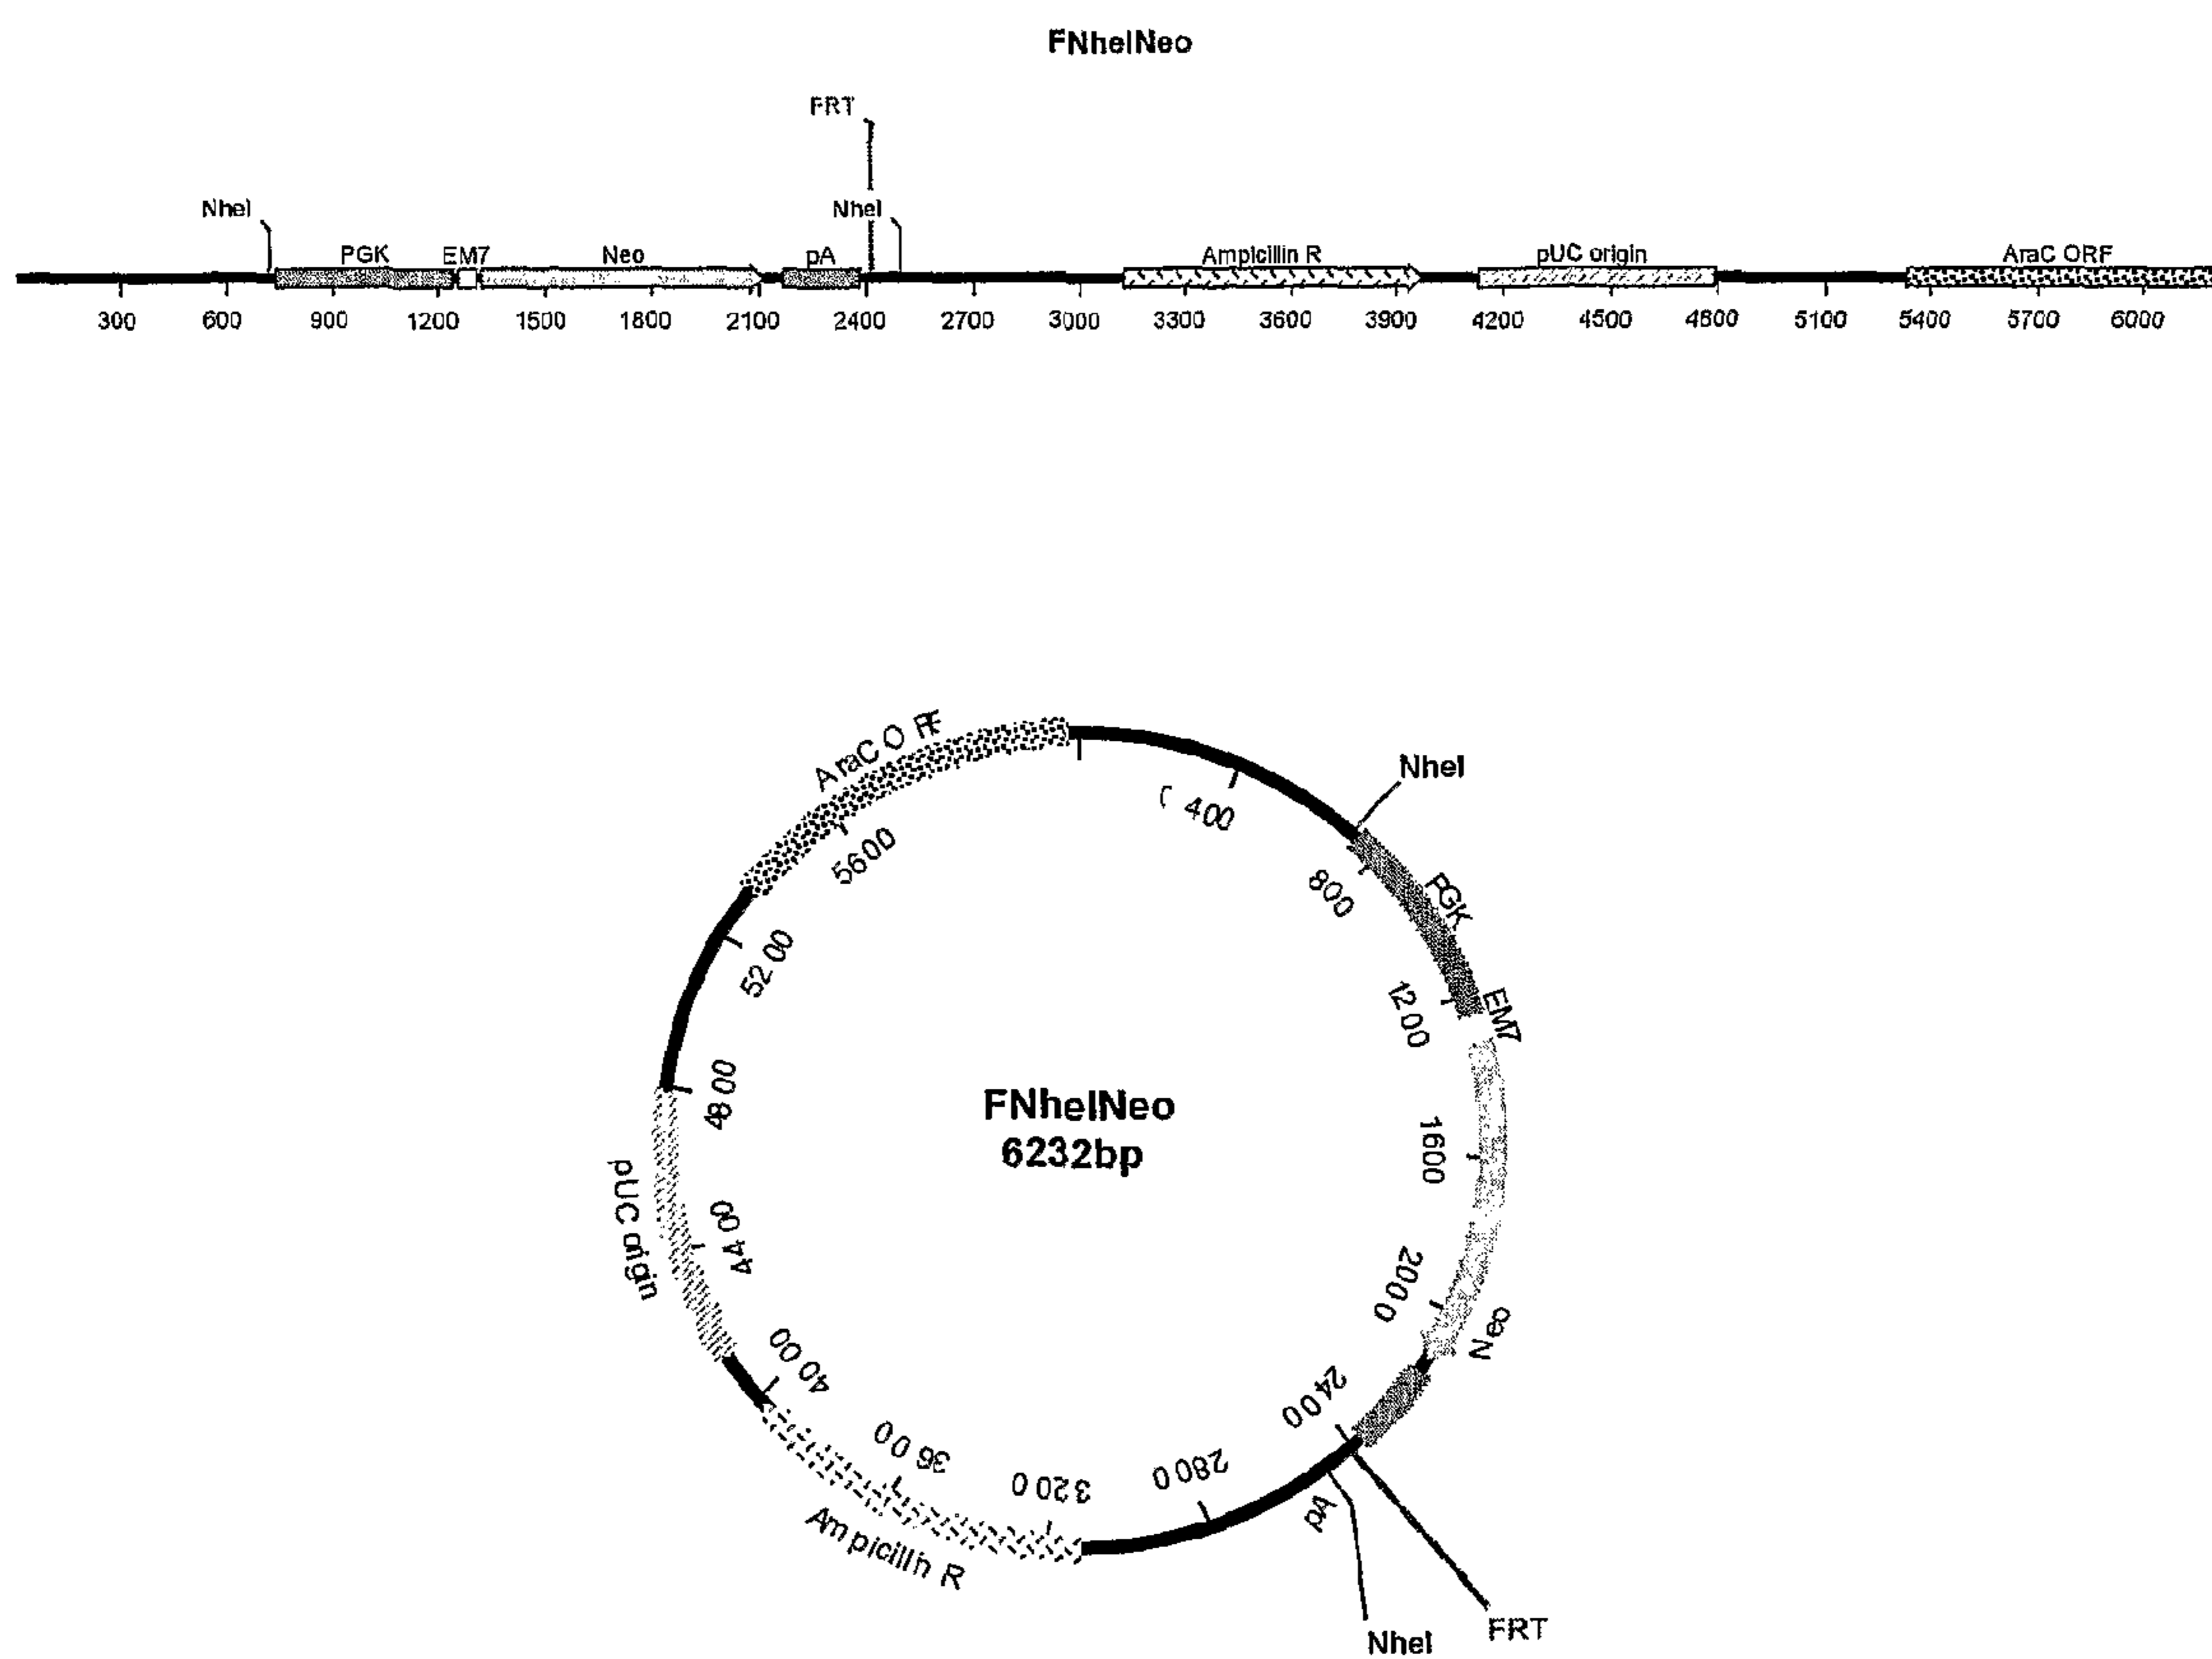 FNheINeo
FRT
NheI NheI
PGK EM7 Neo pA Ampicillin R pUC origin AraC ORF
300 600 900 1200 1500 1800 2100 2400 2700 3000 3300 3600 3900 4200 4500 4800 5100 5400 5700 6000
AraC ORF
NheI
400
5600
800
PGK
5200
1200
EM7
4800
FNheINeo
6232bp
1600
pUC origin
4400
2000
Neo
4000
2400
3600
3200
2800
pA
Ampicillin R
NheI
FRT